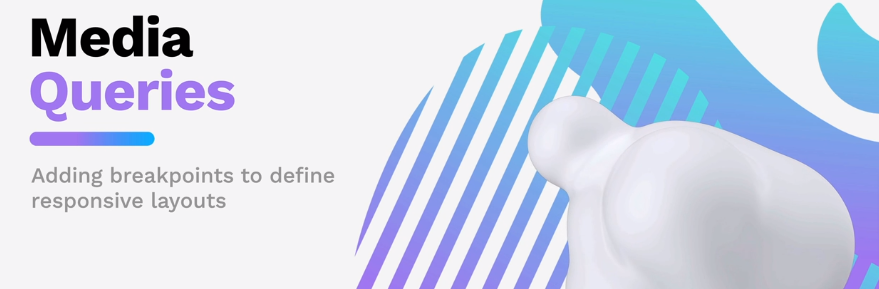 Media
Queries
Adding breakpoints to define
responsive layouts